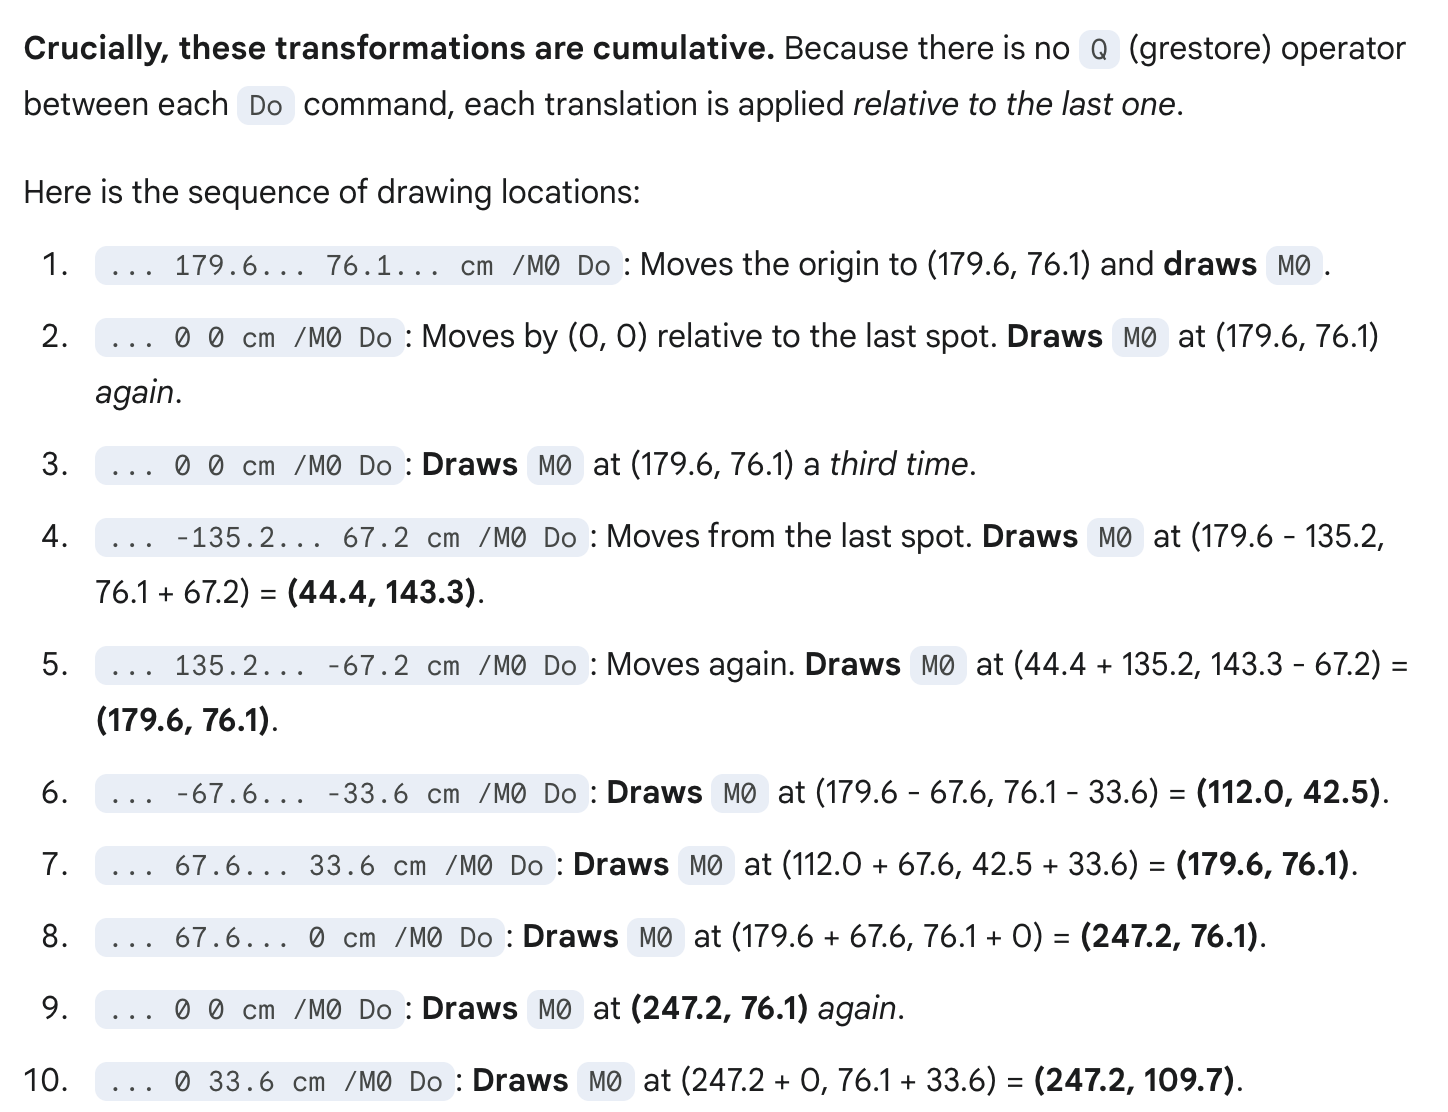 Crucially, these transformations are cumulative. Because there is no Q (grestore) operator
between each Do command, each translation is applied relative to the last one.
Here is the sequence of drawing locations:
1. ... 179.6... 76.1... cm /M0 Do: Moves the origin to (179.6, 76.1) and draws M0.
2. ... 0 0 cm /M0 Do: Moves by (0, 0) relative to the last spot. Draws M0 at (179.6, 76.1)
again.
3. ... 0 0 cm /M0 Do: Draws M0 at (179.6, 76.1) a third time.
4. ... -135.2... 67.2 cm /M0 Do: Moves from the last spot. Draws M0 at (179.6 - 135.2,
76.1 + 67.2) = (44.4, 143.3).
5. ... 135.2... -67.2 cm /M0 Do: Moves again. Draws M0 at (44.4 + 135.2, 143.3 - 67.2) =
(179.6, 76.1).
6. ... -67.6... -33.6 cm /M0 Do: Draws M0 at (179.6 - 67.6, 76.1 - 33.6) = (112.0, 42.5).
7. ... 67.6... 33.6 cm /M0 Do: Draws M0 at (112.0 + 67.6, 42.5 + 33.6) = (179.6, 76.1).
8. ... 67.6... 0 cm /M0 Do: Draws M0 at (179.6 + 67.6, 76.1 + 0) = (247.2, 76.1).
9. ... 0 0 cm /M0 Do: Draws M0 at (247.2, 76.1) again.
10. ... 0 33.6 cm /M0 Do: Draws M0 at (247.2 + 0, 76.1 + 33.6) = (247.2, 109.7).